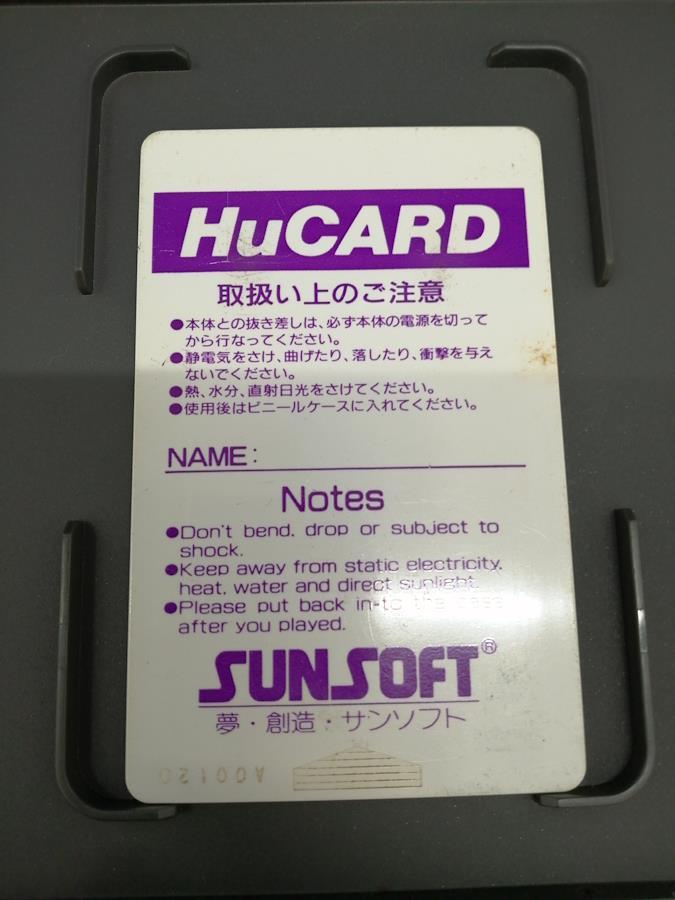 HuCARD
取扱い上のご注意
●本体との抜き差しは、必ず本体の電源を切って
から行なってください。
●静電気をさけ、曲げたり、落したり、衝撃を与え
ないでください。
●熱、水分、直射日光をさけてください。
●使用後はビニールケースに入れてください。
NAME:
Notes
●Don't bend, drop or subject to
shock.
●Keep away from static electricity,
heat, water and direct sunlight.
●Please put back in-to the case
after you played.
SUNSOFT®
夢・創造・サンソフト
A00120